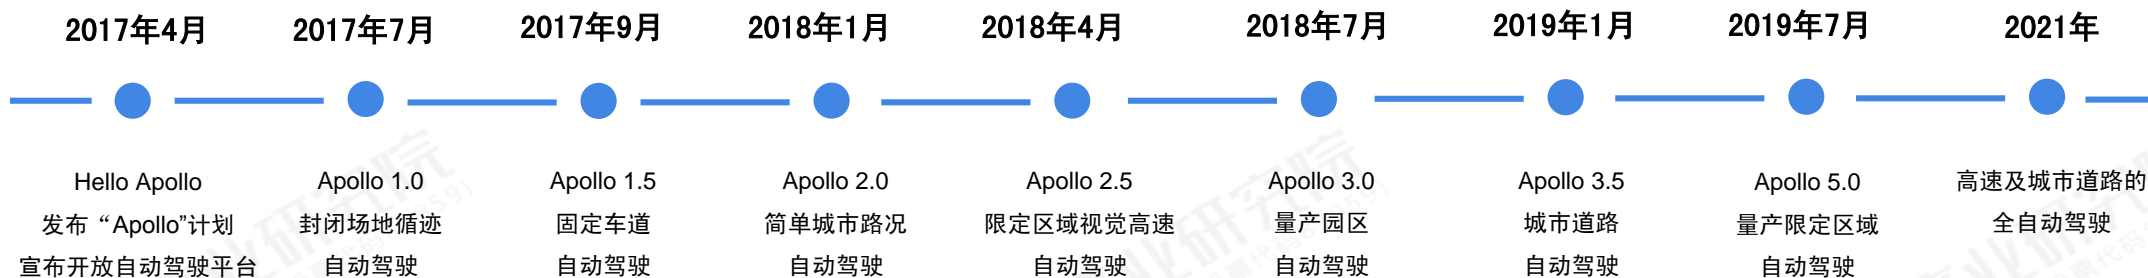 2017年4月
2017年7月
2017年9月
2018年1月
2018年4月
2018年7月
2019年1月
2019年7月
2021年
Hello Apollo
发布“Apollo”计划
宣布开放自动驾驶平台
Apollo 1.0
封闭场地循迹
自动驾驶
Apollo 1.5
固定车道
自动驾驶
Apollo 2.0
简单城市路况
自动驾驶
Apollo 2.5
限定区域视觉高速
自动驾驶
Apollo 3.0
量产园区
自动驾驶
Apollo 3.5
城市道路
自动驾驶
Apollo 5.0
量产限定区域
自动驾驶
高速及城市道路的
全自动驾驶